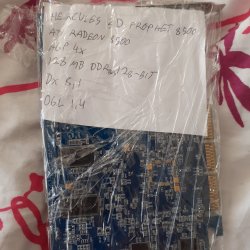 HERCULES 3D PROPHET 8500
ATI RADEON 8500
AGP 4x
128 MB DDR 128-BIT
DX 8,1
OGL 1,4